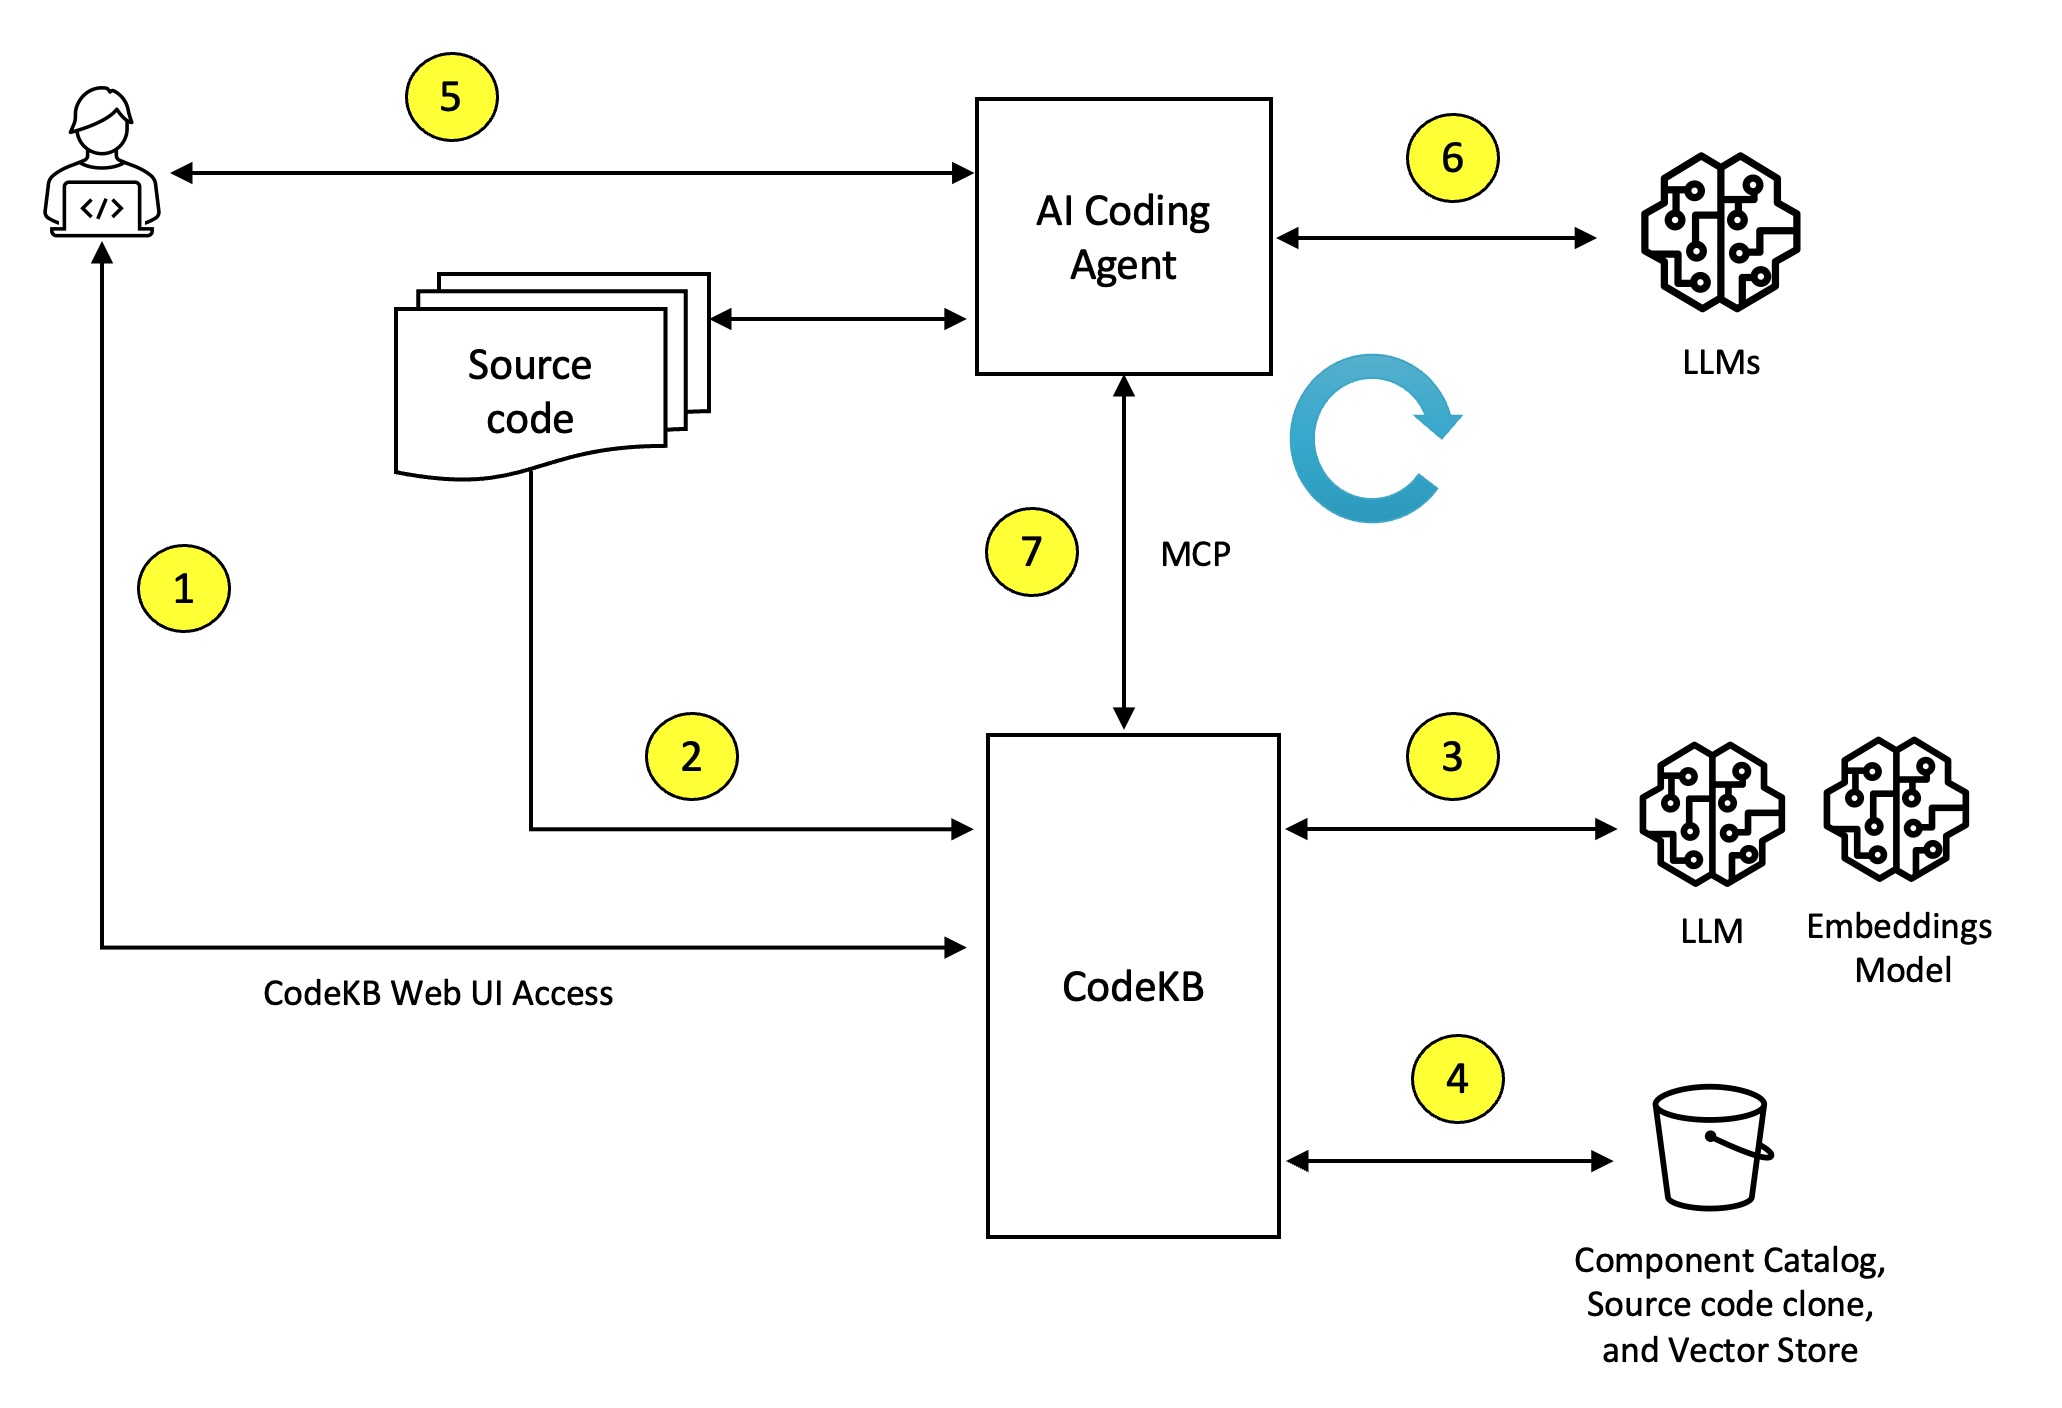 5
6
</>
AI Coding
Agent
Source
code
LLMs
7
MCP
1
2
3
CodeKB Web UI Access
CodeKB
LLM
Embeddings
Model
4
Component Catalog,
Source code clone,
and Vector Store